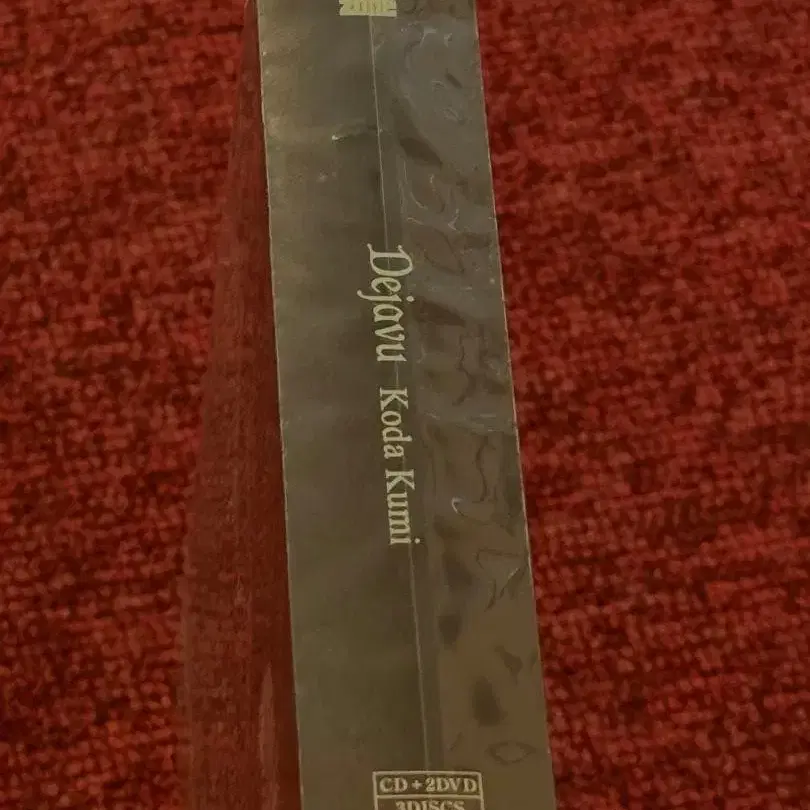 Dejavu Koda Kumi
CD + 2DVD
3DISCS